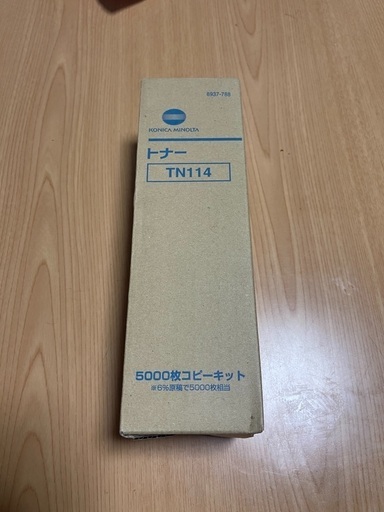 8937-788
KONICA MINOLTA
トナー
TN114
5000枚コピーキット
※6%原稿で5000枚相当